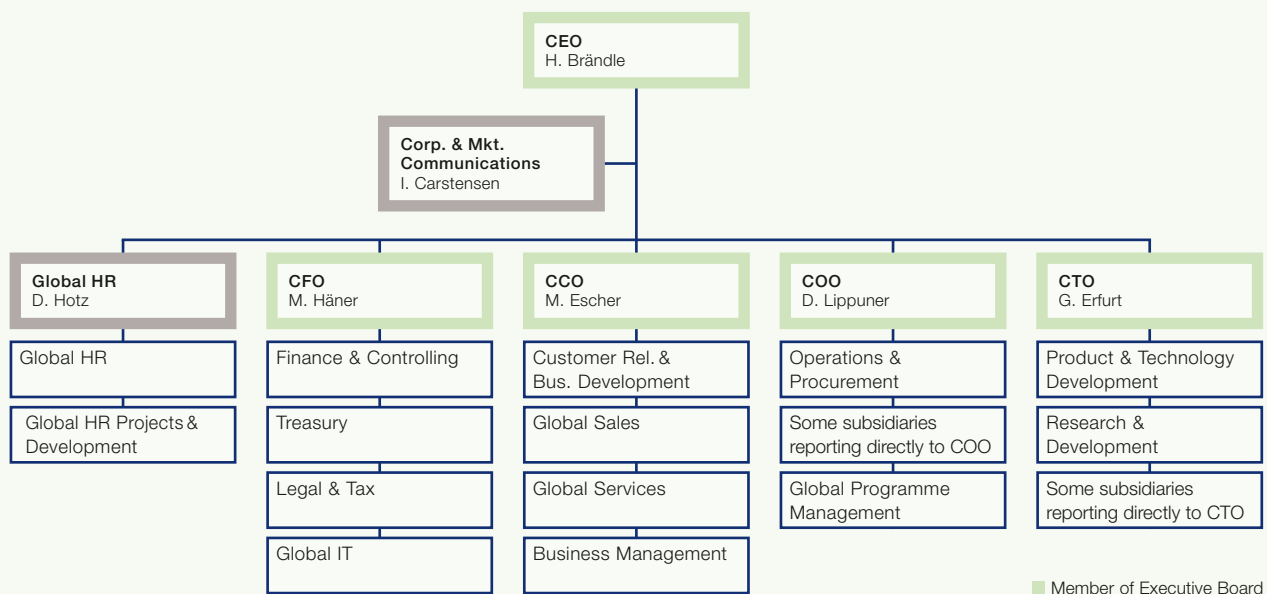 CEO
H. Brändle
Corp. & Mkt.
Communications
I. Carstensen
Global HR
D. Hotz
CFO
M. Häner
CCO
M. Escher
COO
D. Lippuner
CTO
G. Erfurt
Global HR
Global HR Projects & 
Development
Finance & Controlling
Treasury
Legal & Tax
Global IT
Customer Rel. & 
Bus. Development
Global Sales
Global Services
Business Management
Operations & 
Procurement
Some subsidiaries
reporting directly to COO
Global Programme
Management
Product & Technology
Development
Research & 
Development
Some subsidiaries
reporting directly to CTO
Member of Executive Board